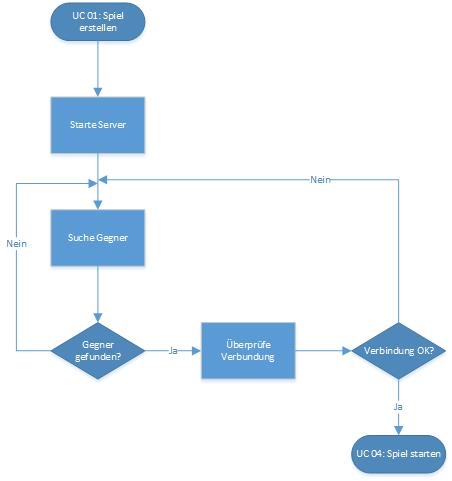 UC 01: Spiel
erstellen
Starte Server
Nein
Suche Gegner
Nein
Gegner
gefunden?
Ja
Überprüfe
Verbundung
Verbindung OK?
Ja
UC 04: Spiel starten